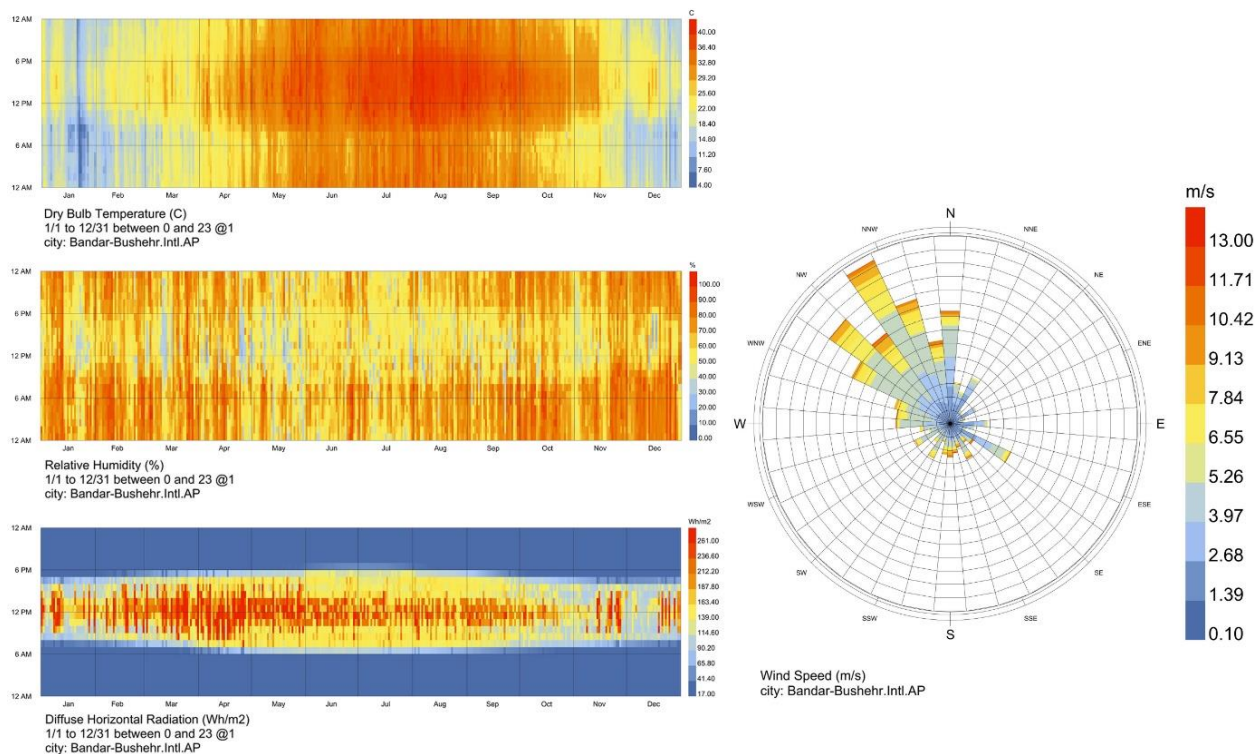 C
12 AM
6 PM
12 PM
6 AM
12 AM
40.00
36.40
32.80
29.20
25.60
22.00
18.40
14.80
11.20
7.60
4.00
Jan Feb Mar Apr May Jun Jul Aug Sep Oct Nov Dec
Dry Bulb Temperature (C)
1/1 to 12/31 between 0 and 23 @1
city: Bandar-Bushehr.Intl.AP
%
12 AM
6 PM
12 PM
6 AM
12 AM
100.00
90.00
80.00
70.00
60.00
50.00
40.00
30.00
20.00
10.00
0.00
Jan Feb Mar Apr May Jun Jul Aug Sep Oct Nov Dec
Relative Humidity (%)
1/1 to 12/31 between 0 and 23 @1
city: Bandar-Bushehr.Intl.AP
Wh/m2
12 AM
6 PM
12 PM
6 AM
12 AM
261.00
236.60
212.20
187.80
163.40
139.00
114.60
90.20
65.80
41.40
17.00
Jan Feb Mar Apr May Jun Jul Aug Sep Oct Nov Dec
Diffuse Horizontal Radiation (Wh/m2)
1/1 to 12/31 between 0 and 23 @1
city: Bandar-Bushehr.Intl.AP
N
NNE
NE
ENE
E
ESE
SE
SSE
S
SSW
SW
WSW
W
WNW
NW
NNW
m/s
13.00
11.71
10.42
9.13
7.84
6.55
5.26
3.97
2.68
1.39
0.10
Wind Speed (m/s)
city: Bandar-Bushehr.Intl.AP